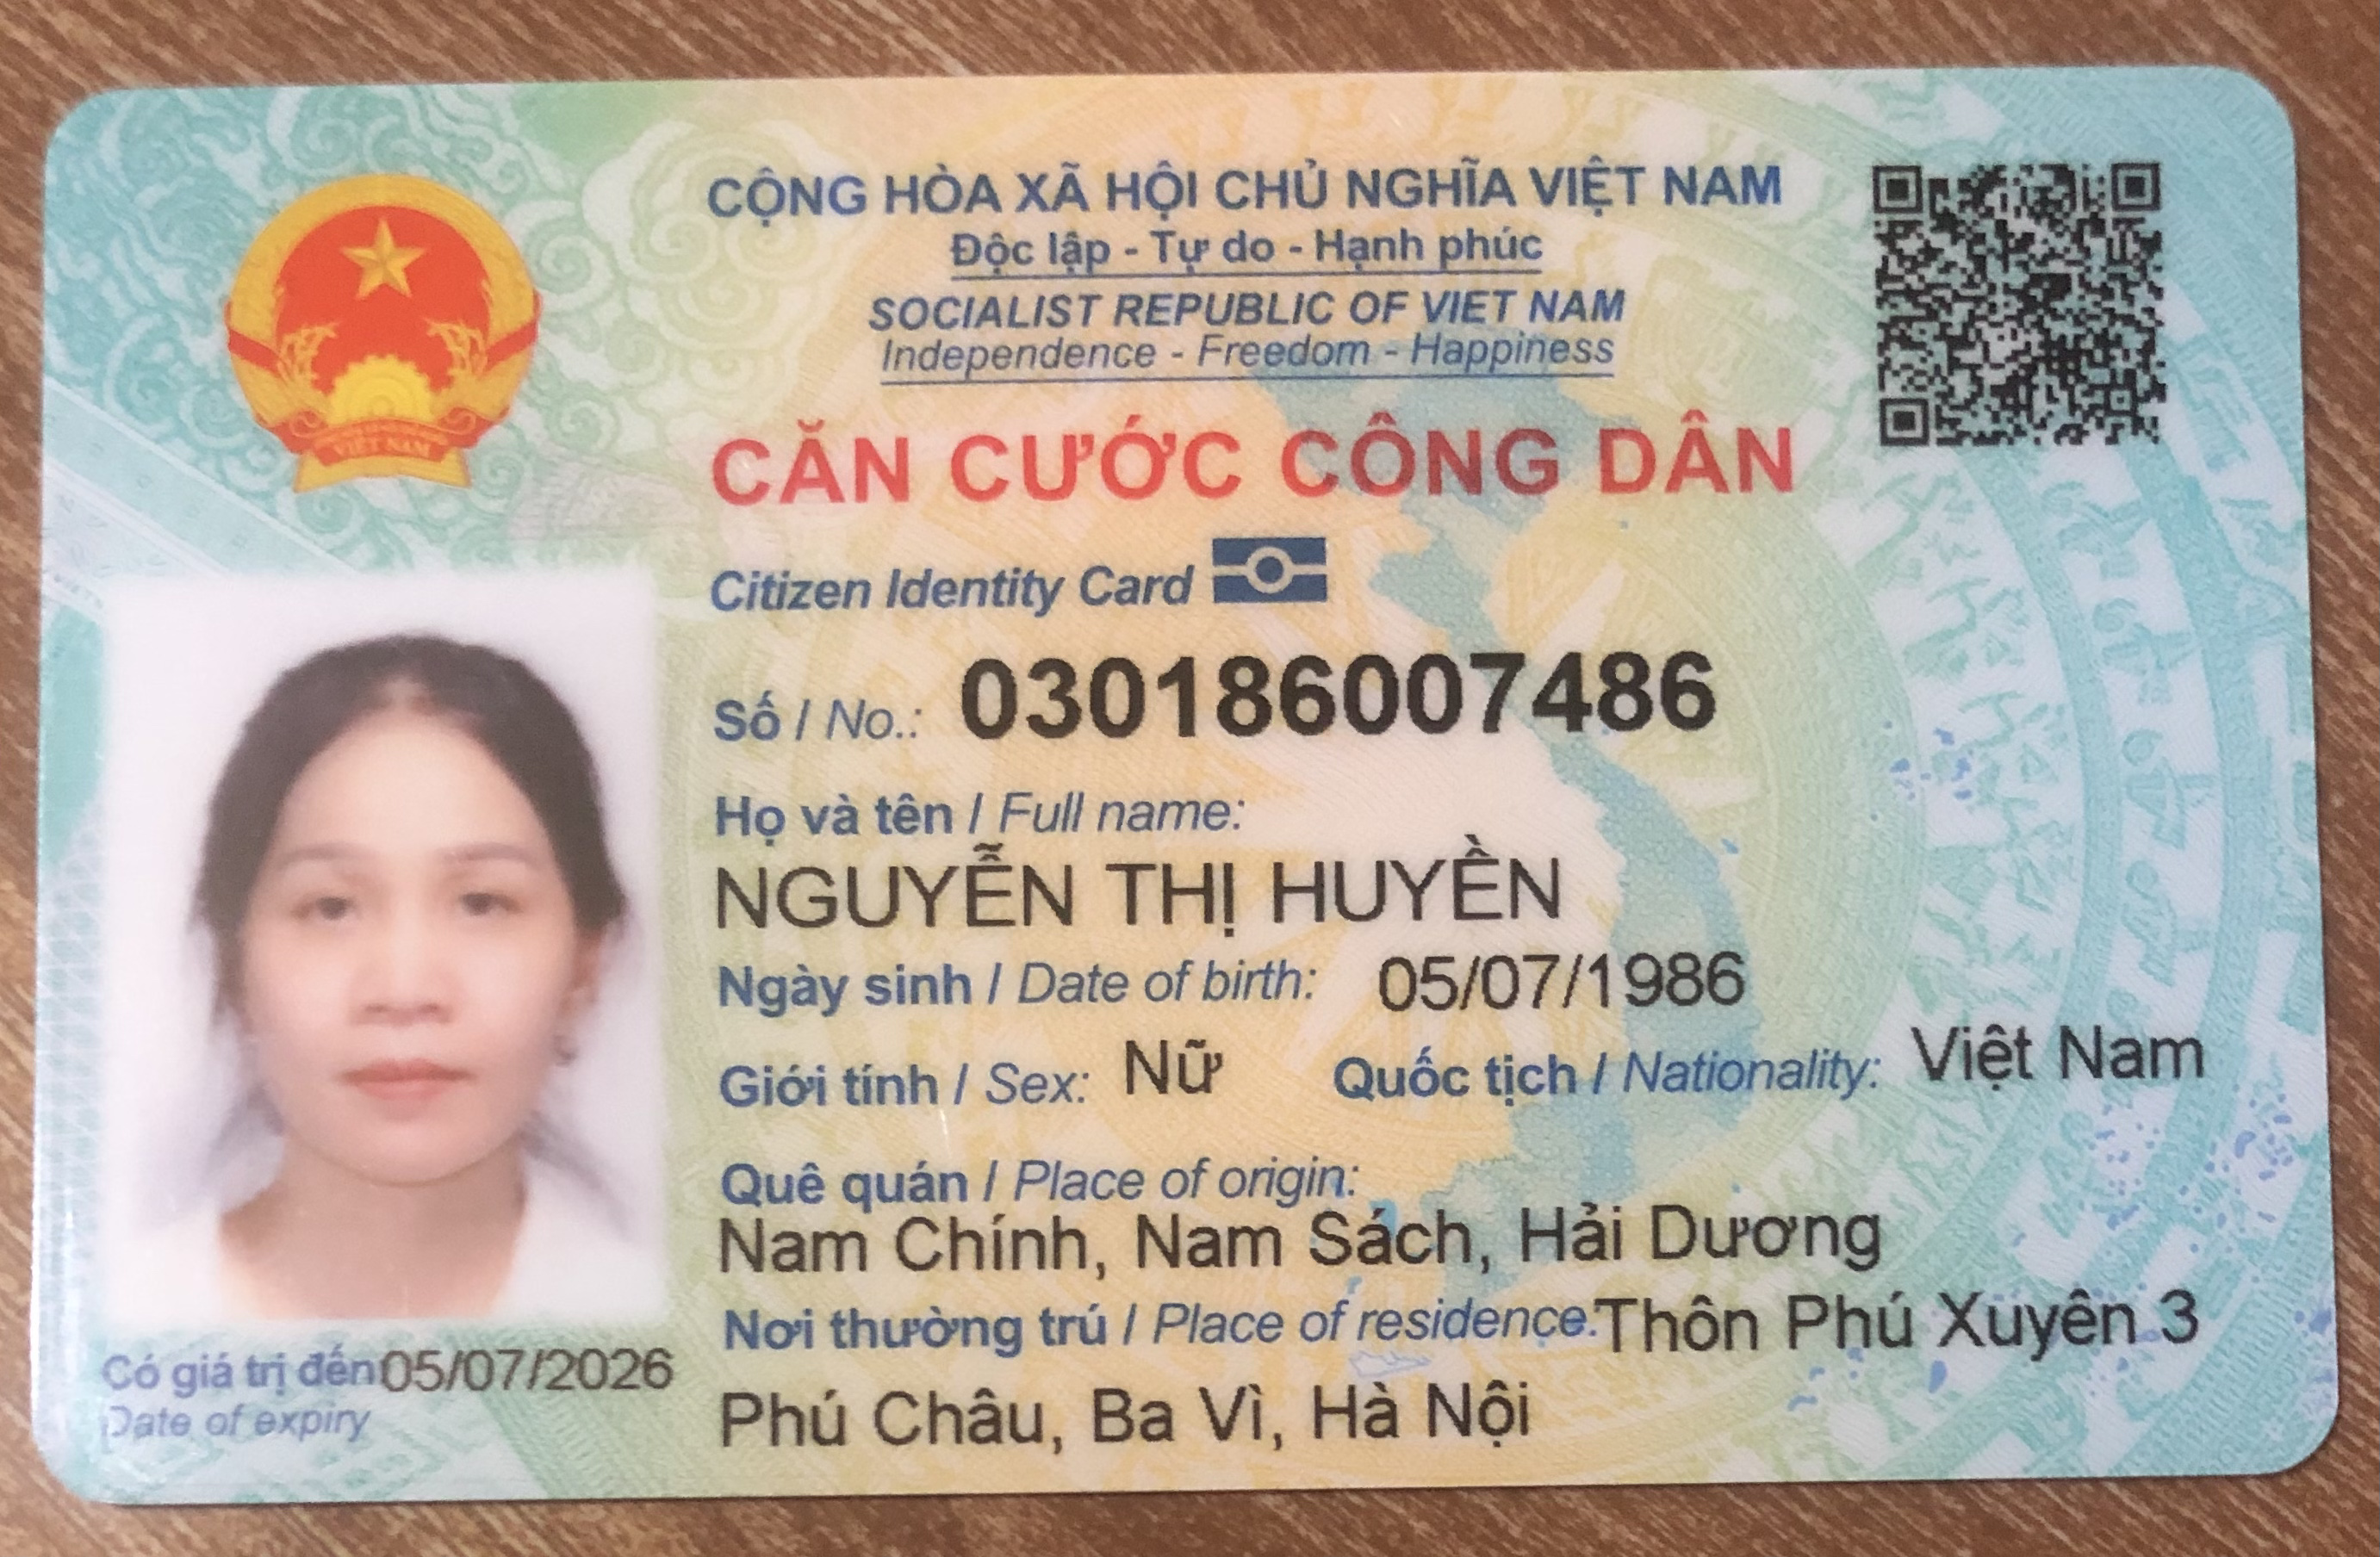 CỘNG HÒA XÃ HỘI CHỦ NGHĨA VIỆT NAM
Độc lập - Tự do - Hạnh phúc
SOCIALIST REPUBLIC OF VIET NAM
Independence - Freedom - Happiness
VIỆT NAM
CĂN CƯỚC CÔNG DÂN
Citizen Identity Card
Số / No.: 030186007486
Họ và tên / Full name:
NGUYỄN THỊ HUYỀN
Ngày sinh / Date of birth: 05/07/1986
Giới tính / Sex: Nữ Quốc tịch / Nationality: Việt Nam
Quê quán / Place of origin:
Nam Chính, Nam Sách, Hải Dương
Nơi thường trú / Place of residence: Thôn Phú Xuyên 3
Phú Châu, Ba Vì, Hà Nội
Có giá trị đến 05/07/2026
Date of expiry